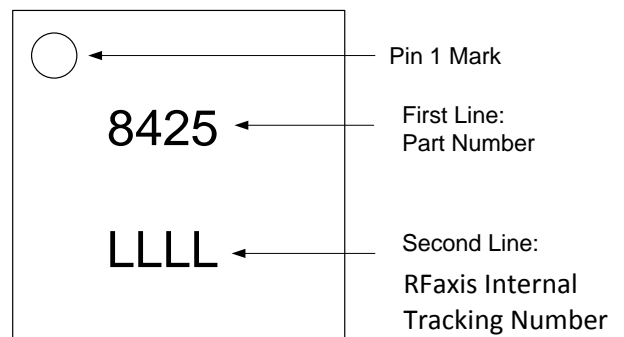 Pin 1 Mark
8425
First Line:
Part Number
LLLL
Second Line:
RFaxis Internal
Tracking Number